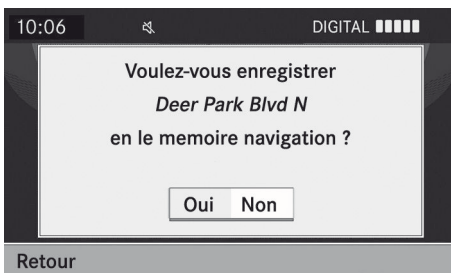 10:06 DIGITAL
Voulez-vous enregistrer
Deer Park Blvd N
en le memoire navigation ?
Oui Non
Retour